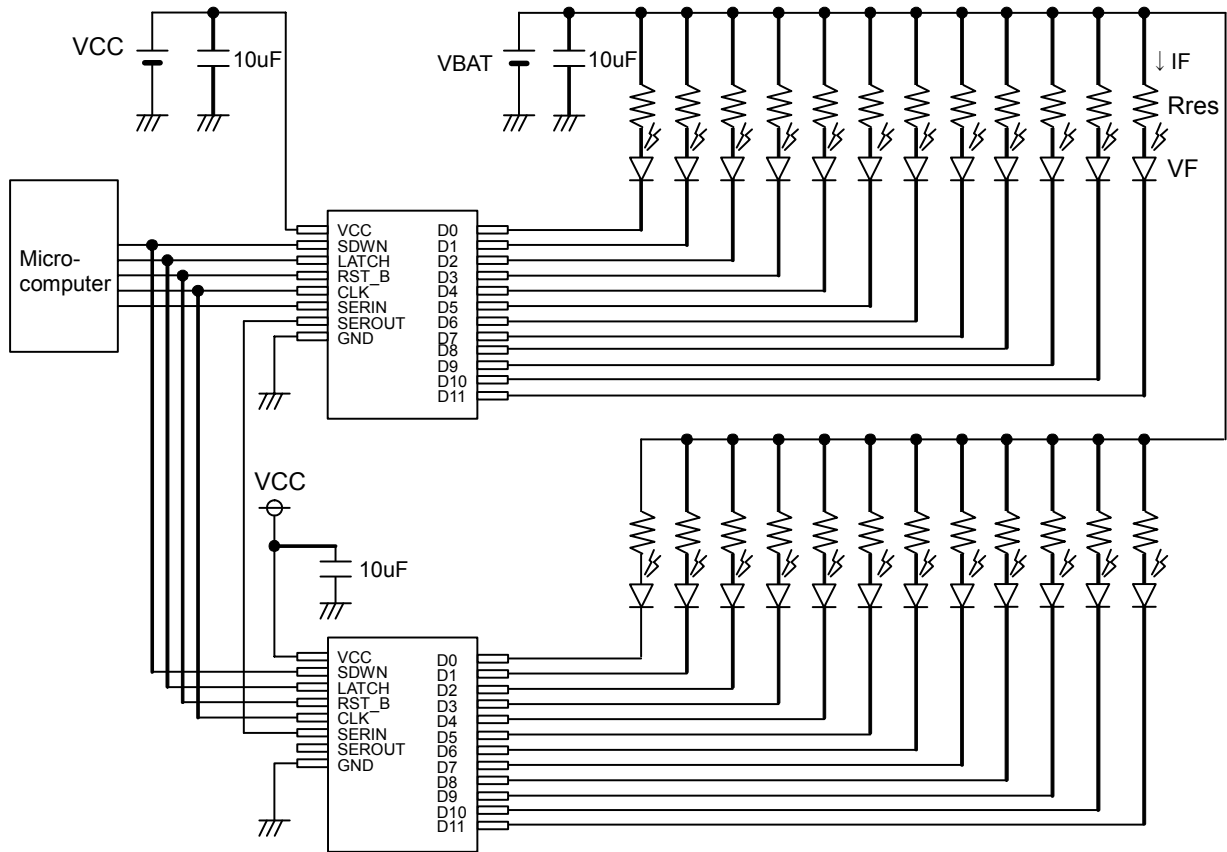 VCC
10uF
VBAT
10uF
↓ IF
Rres
VF
Micro-
computer
VCC
SDWN
LATCH
RST_B
CLK
SERIN
SEROUT
GND
D0
D1
D2
D3
D4
D5
D6
D7
D8
D9
D10
D11
VCC
10uF
VCC
SDWN
LATCH
RST_B
CLK
SERIN
SEROUT
GND
D0
D1
D2
D3
D4
D5
D6
D7
D8
D9
D10
D11